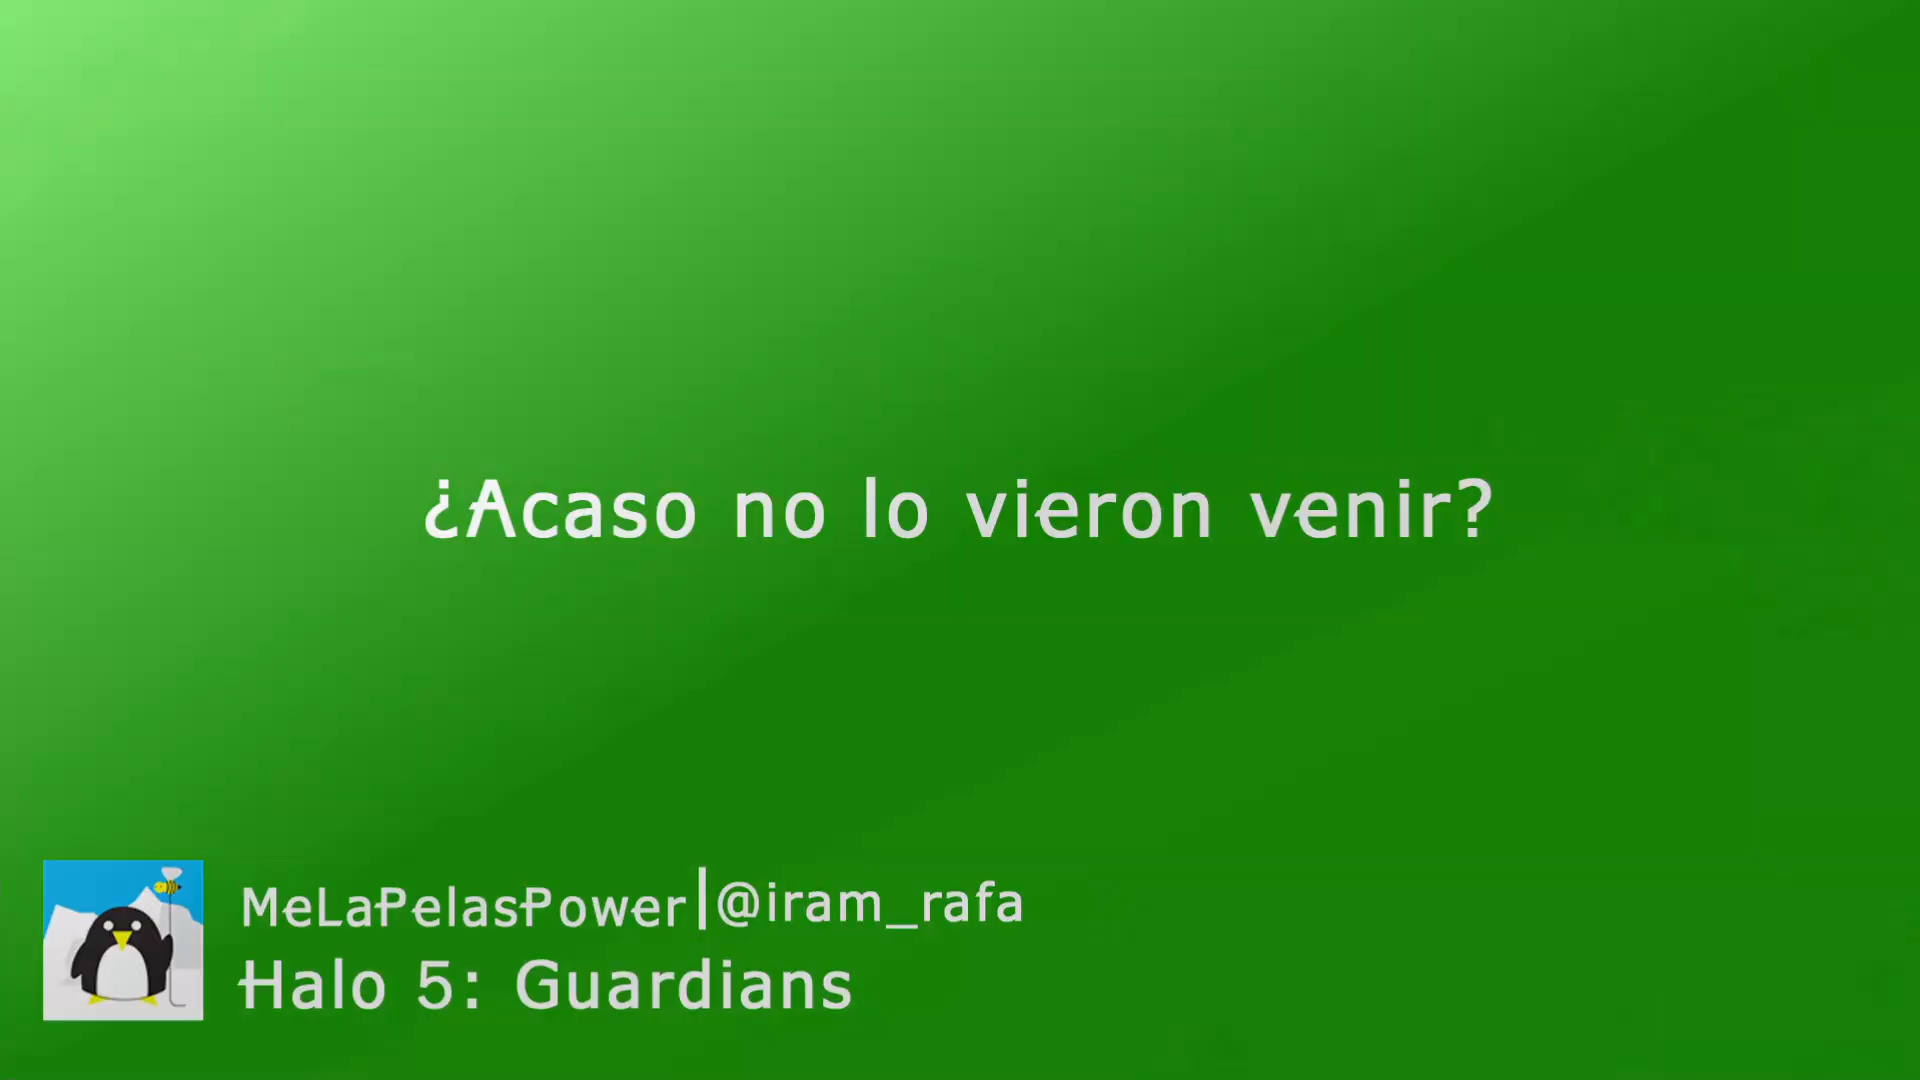 ¿Acaso no lo vieron venir?
MeLaPelasPower|@iram_rafa
Halo 5: Guardians